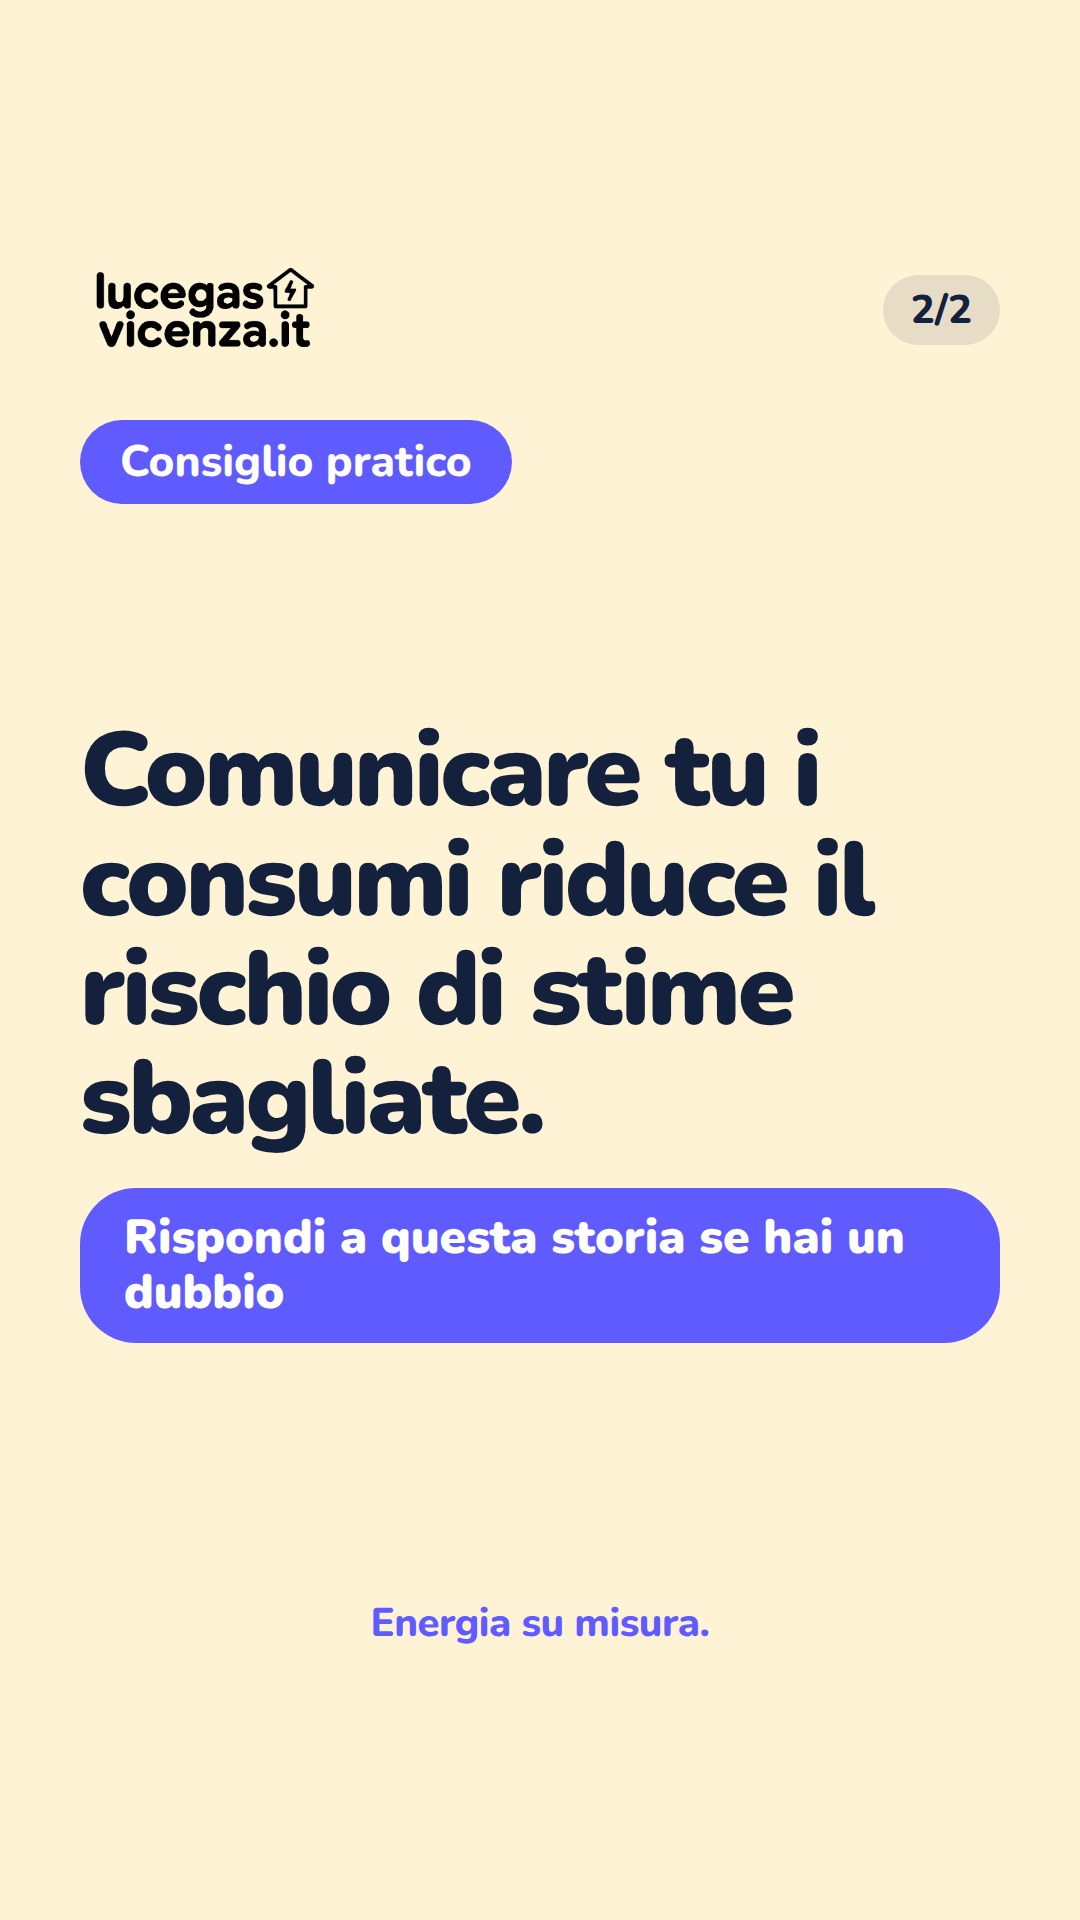 lucegas
vicenza.it
2/2
Consiglio pratico
Comunicare tu i
consumi riduce il
rischio di stime
sbagliate.
Rispondi a questa storia se hai un
dubbio
Energia su misura.